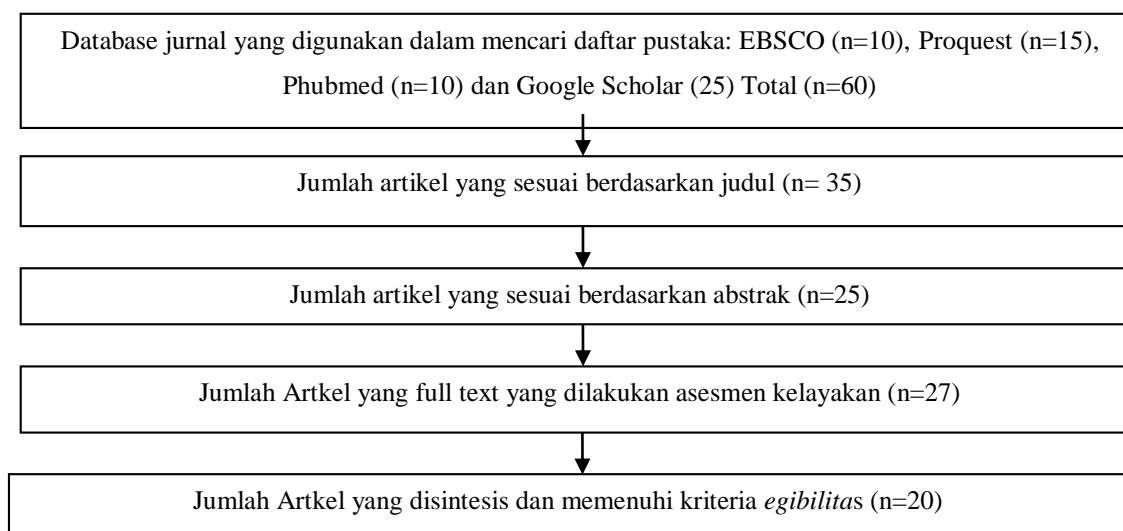 Database jurnal yang digunakan dalam mencari daftar pustaka: EBSCO (n=10), Proquest (n=15),
Phubmed (n=10) dan Google Scholar (25) Total (n=60)
Jumlah artikel yang sesuai berdasarkan judul (n= 35)
Jumlah artikel yang sesuai berdasarkan abstrak (n=25)
Jumlah Artkel yang full text yang dilakukan asesmen kelayakan (n=27)
Jumlah Artkel yang disintesis dan memenuhi kriteria egibilitas (n=20)